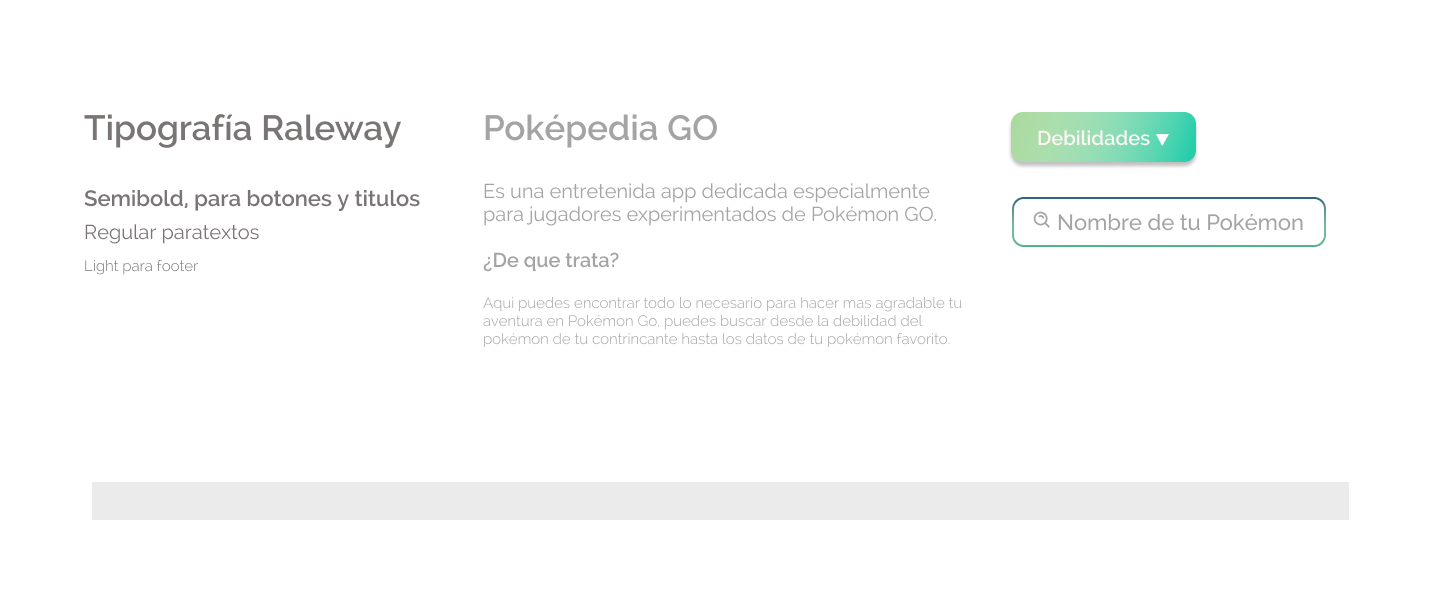 Tipografía Raleway
Semibold, para botones y titulos
Regular paratextos
Light para footer
Poképedia GO
Es una entretenida app dedicada especialmente
para jugadores experimentados de Pokémon GO.
¿De que trata?
Aqui puedes encontrar todo lo necesario para hacer mas agradable tu
aventura en Pokémon Go, puedes buscar desde la debilidad del
pokémon de tu contrincante hasta los datos de tu pokémon favorito.
Debilidades ▼
Nombre de tu Pokémon